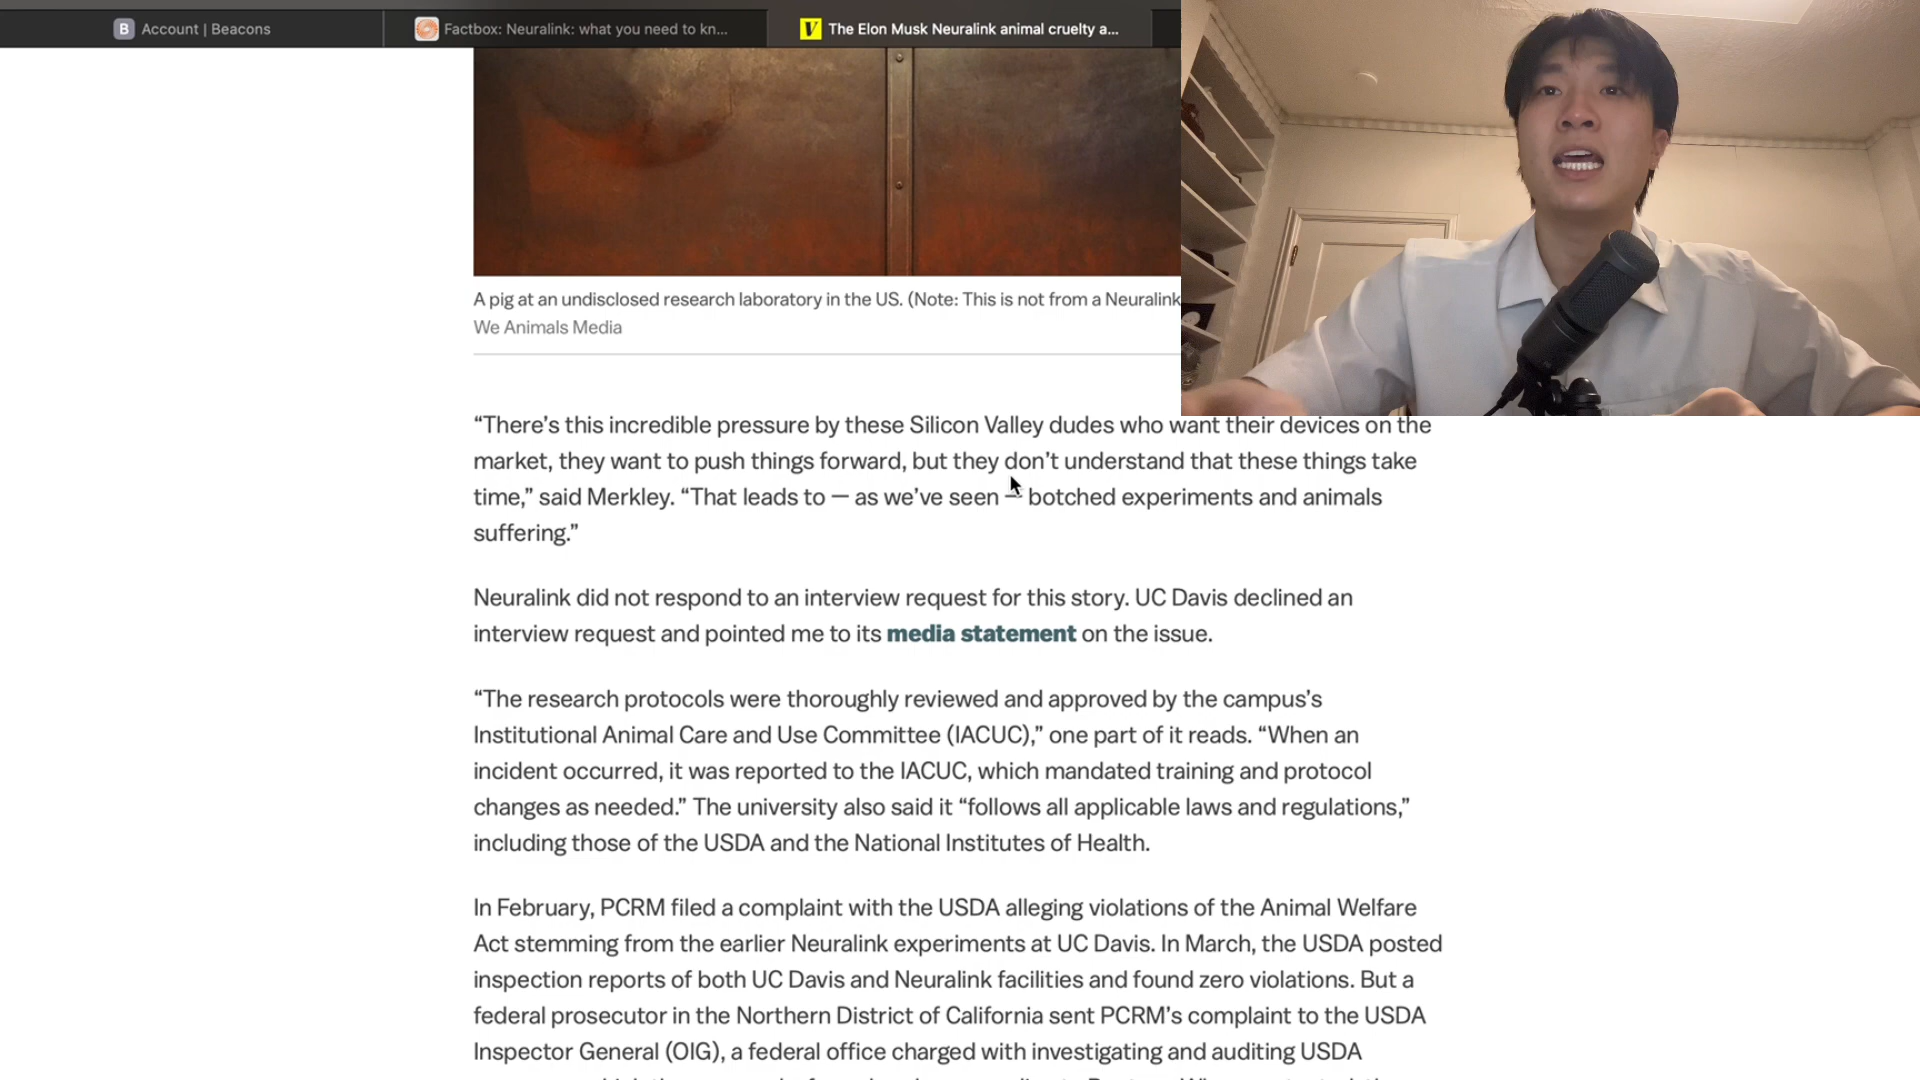 B Account | Beacons
Factbox: Neuralink: what you need to kn...
V The Elon Musk Neuralink animal cruelty a...
A pig at an undisclosed research laboratory in the US. (Note: This is not from a Neuralink
We Animals Media
“There’s this incredible pressure by these Silicon Valley dudes who want their devices on the
market, they want to push things forward, but they don’t understand that these things take
time,” said Merkley. “That leads to — as we’ve seen — botched experiments and animals
suffering.”
Neuralink did not respond to an interview request for this story. UC Davis declined an
interview request and pointed me to its media statement on the issue.
“The research protocols were thoroughly reviewed and approved by the campus’s
Institutional Animal Care and Use Committee (IACUC),” one part of it reads. “When an
incident occurred, it was reported to the IACUC, which mandated training and protocol
changes as needed.” The university also said it “follows all applicable laws and regulations,”
including those of the USDA and the National Institutes of Health.
In February, PCRM filed a complaint with the USDA alleging violations of the Animal Welfare
Act stemming from the earlier Neuralink experiments at UC Davis. In March, the USDA posted
inspection reports of both UC Davis and Neuralink facilities and found zero violations. But a
federal prosecutor in the Northern District of California sent PCRM’s complaint to the USDA
Inspector General (OIG), a federal office charged with investigating and auditing USDA